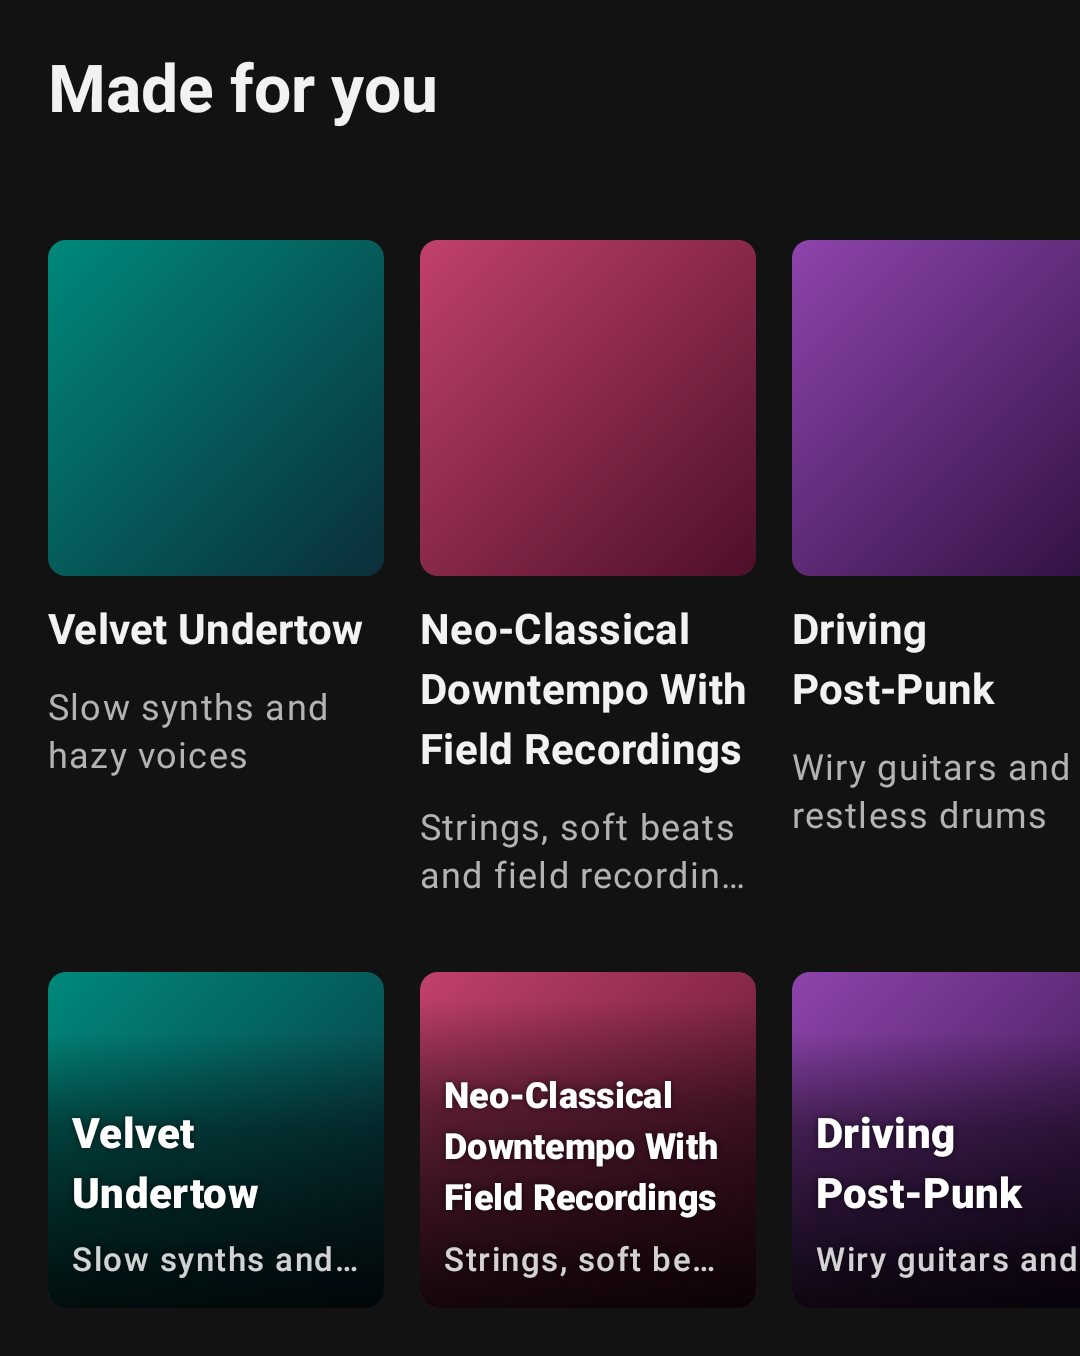 Made for you
Velvet Undertow
Slow synths and
hazy voices
Neo-Classical
Downtempo With
Field Recordings
Strings, soft beats
and field recordin…
Driving
Post-Punk
Wiry guitars and
restless drums
Velvet
Undertow
Slow synths and…
Neo-Classical
Downtempo With
Field Recordings
Strings, soft be…
Driving
Post-Punk
Wiry guitars and